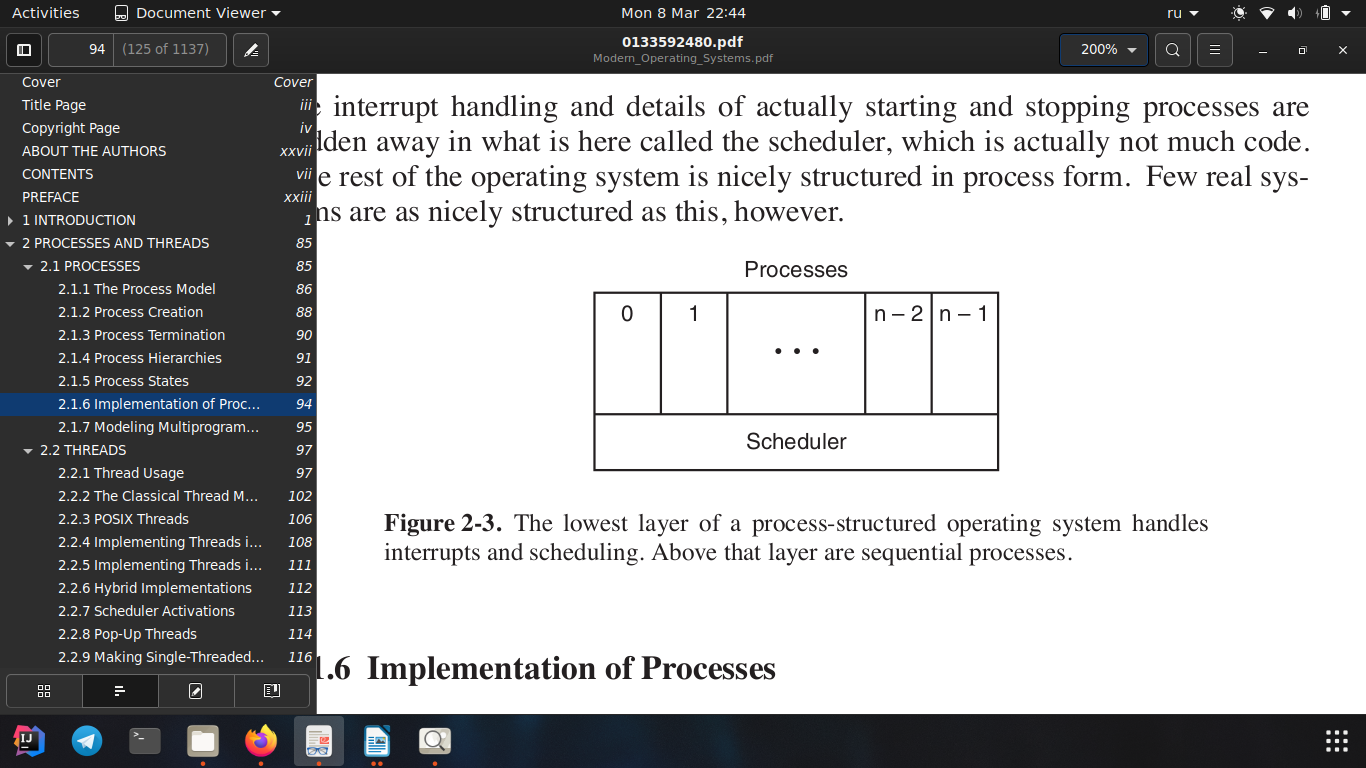 Activities Document Viewer Mon 8 Mar 22:44 ru
94 (125 of 1137) 0133592480.pdf 200%
Modern_Operating_Systems.pdf
Cover Cover
Title Page iii
Copyright Page iv
ABOUT THE AUTHORS xxvii
CONTENTS vii
PREFACE xxiii
1 INTRODUCTION 1
2 PROCESSES AND THREADS 85
2.1 PROCESSES 85
2.1.1 The Process Model 86
2.1.2 Process Creation 88
2.1.3 Process Termination 90
2.1.4 Process Hierarchies 91
2.1.5 Process States 92
2.1.6 Implementation of Proc... 94
2.1.7 Modeling Multiprogram... 95
2.2 THREADS 97
2.2.1 Thread Usage 97
2.2.2 The Classical Thread M... 102
2.2.3 POSIX Threads 106
2.2.4 Implementing Threads i... 108
2.2.5 Implementing Threads i... 111
2.2.6 Hybrid Implementations 112
2.2.7 Scheduler Activations 113
2.2.8 Pop-Up Threads 114
2.2.9 Making Single-Threaded... 116
e interrupt handling and details of actually starting and stopping processes are
dden away in what is here called the scheduler, which is actually not much code.
e rest of the operating system is nicely structured in process form. Few real sys-
ms are as nicely structured as this, however.
Processes
0 1 • • • n – 2 n – 1
Scheduler
Figure 2-3. The lowest layer of a process-structured operating system handles
interrupts and scheduling. Above that layer are sequential processes.
1.6 Implementation of Processes